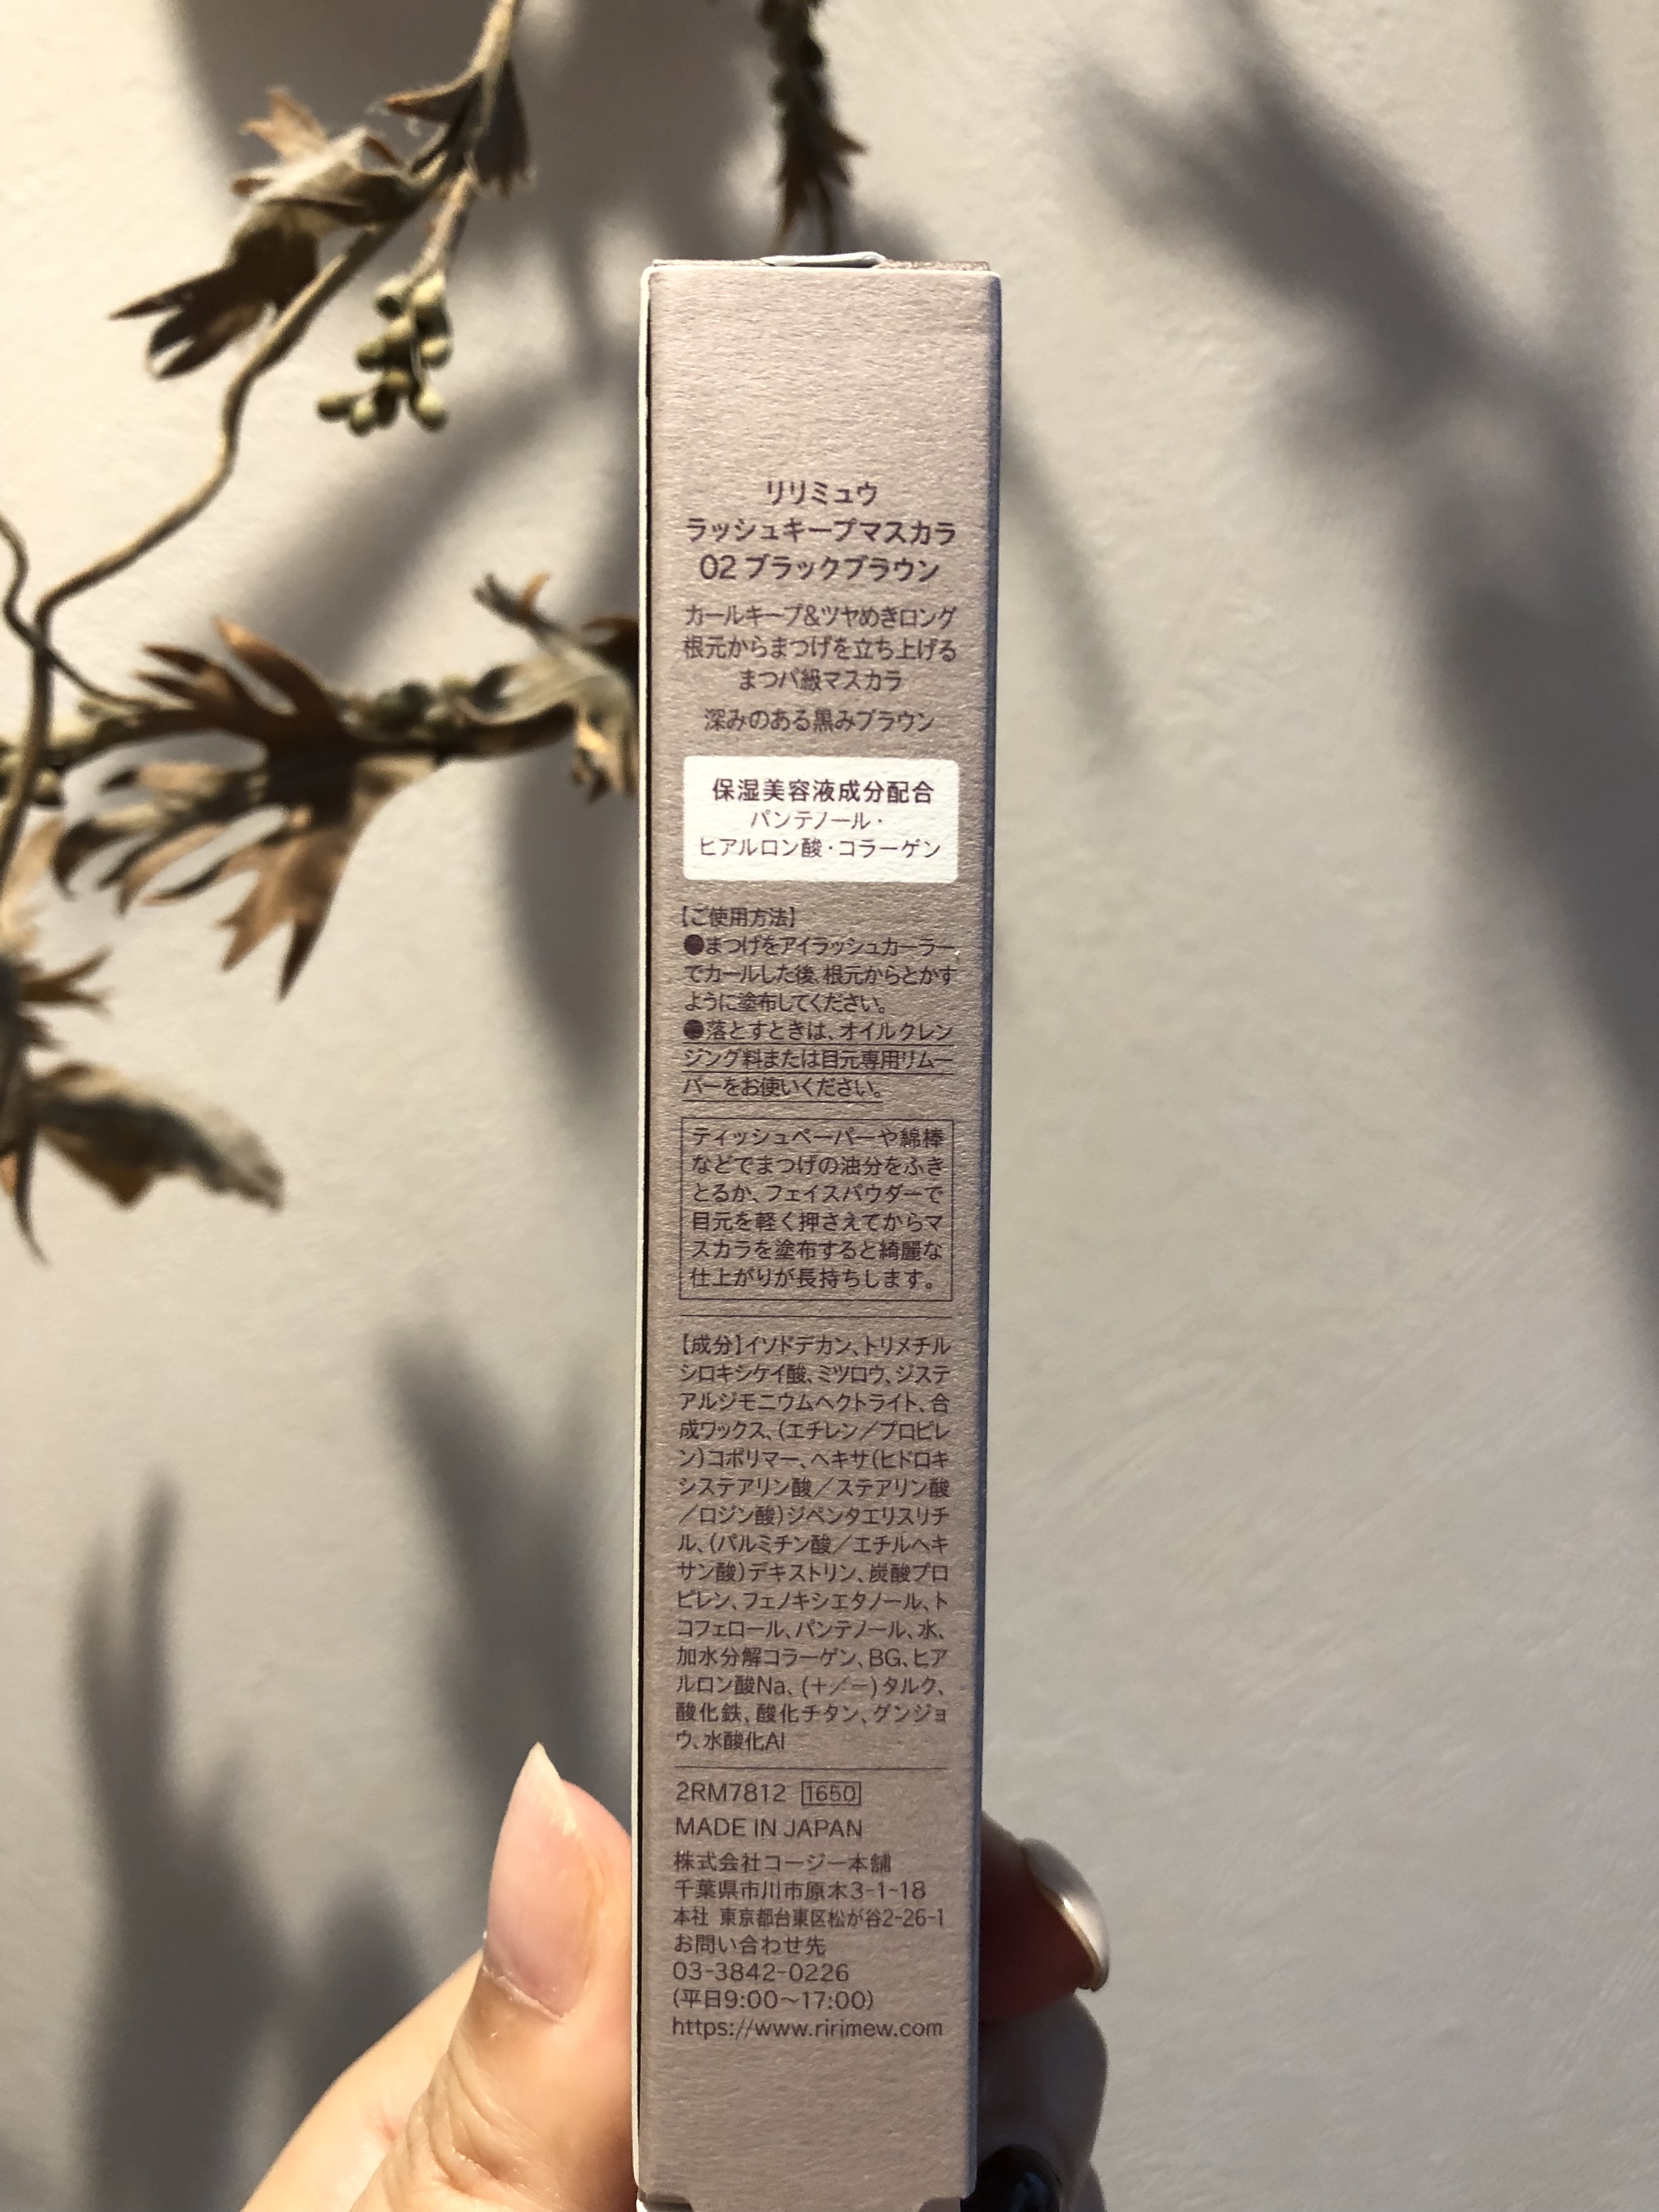 リリミュウ
ラッシュキープマスカラ
02 ブラックブラウン
カールキープ&ツヤめきロング
根元からまつげを立ち上げる
まつパ級マスカラ
深みのある黒みブラウン
保湿美容液成分配合
パンテノール・
ヒアルロン酸・コラーゲン
【ご使用方法】
●まつげをアイラッシュカーラー
でカールした後、根元からとかす
ように塗布してください。
●落とすときは、オイルクレン
ジング料または目元専用リムー
バーをお使いください。
ティッシュペーパーや綿棒
などでまつげの油分をふき
とるか、フェイスパウダーで
目元を軽く押さえてからマ
スカラを塗布すると綺麗な
仕上がりが長持ちします。
【成分】イソドデカン、トリメチル
シロキシケイ酸、ミツロウ、ジステ
アルジモニウムヘクトライト、合
成ワックス、(エチレン/プロピレ
ン)コポリマー、ヘキサ(ヒドロキ
システアリン酸/ステアリン酸
/ロジン酸)ジペンタエリスリチ
ル、(パルミチン酸/エチルヘキ
サン酸)デキストリン、炭酸プロ
ピレン、フェノキシエタノール、ト
コフェロール、パンテノール、水、
加水分解コラーゲン、BG、ヒア
ルロン酸Na、(+/−)タルク、
酸化鉄、酸化チタン、グンジョ
ウ、水酸化Al
2RM7812 1650
MADE IN JAPAN
株式会社コージー本舗
千葉県市川市原木3-1-18
本社 東京都台東区松が谷2-26-1
お問い合わせ先
03-3842-0226
(平日9:00〜17:00)
https://www.ririmew.com